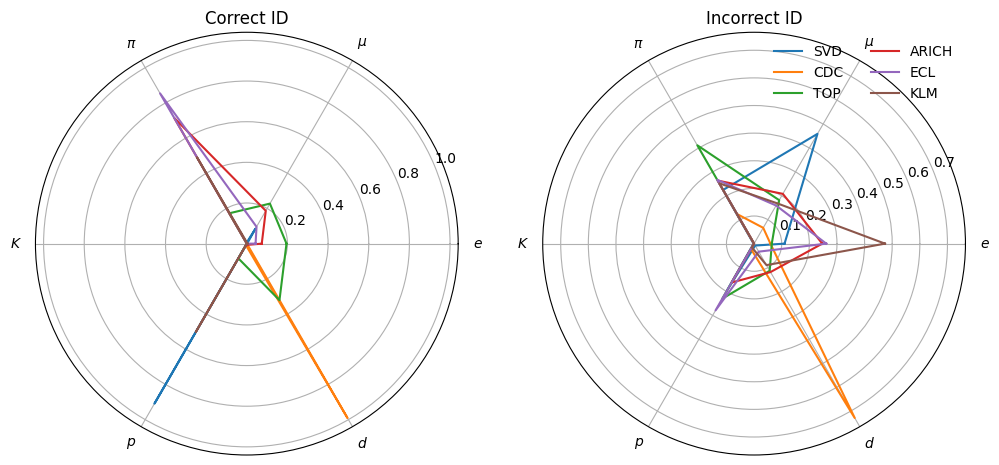 Correct ID
Incorrect ID
π
μ
K
e
p
d
0.2
0.4
0.6
0.8
1.0
π
μ
K
e
p
d
0.1
0.2
0.3
0.4
0.5
0.6
0.7
SVD
CDC
TOP
ARICH
ECL
KLM